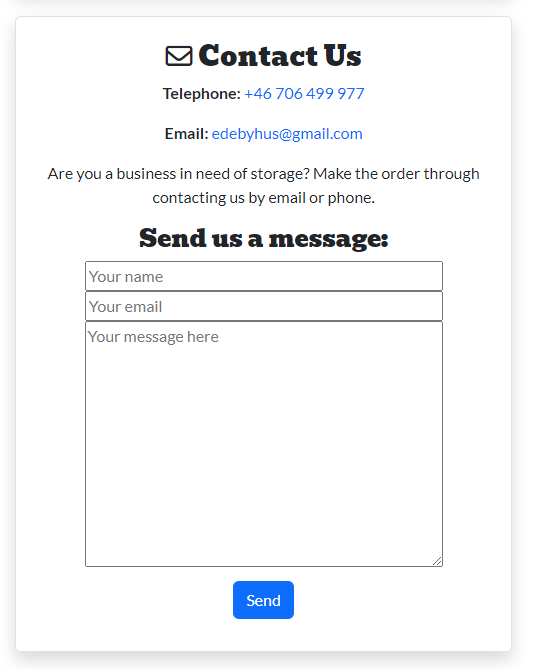 Contact Us
Telephone: +46 706 499 977
Email: edebyhus@gmail.com
Are you a business in need of storage? Make the order through
contacting us by email or phone.
Send us a message:
Your name
Your email
Your message here
Send